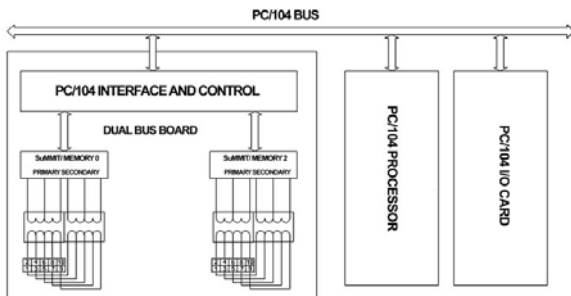 PC/104 BUS
PC/104 INTERFACE AND CONTROL
DUAL BUS BOARD
SuMMIT/MEMORY 0
PRIMARY SECONDARY
SuMMIT/MEMORY 2
PRIMARY SECONDARY
PC/104 PROCESSOR
PC/104 I/O CARD